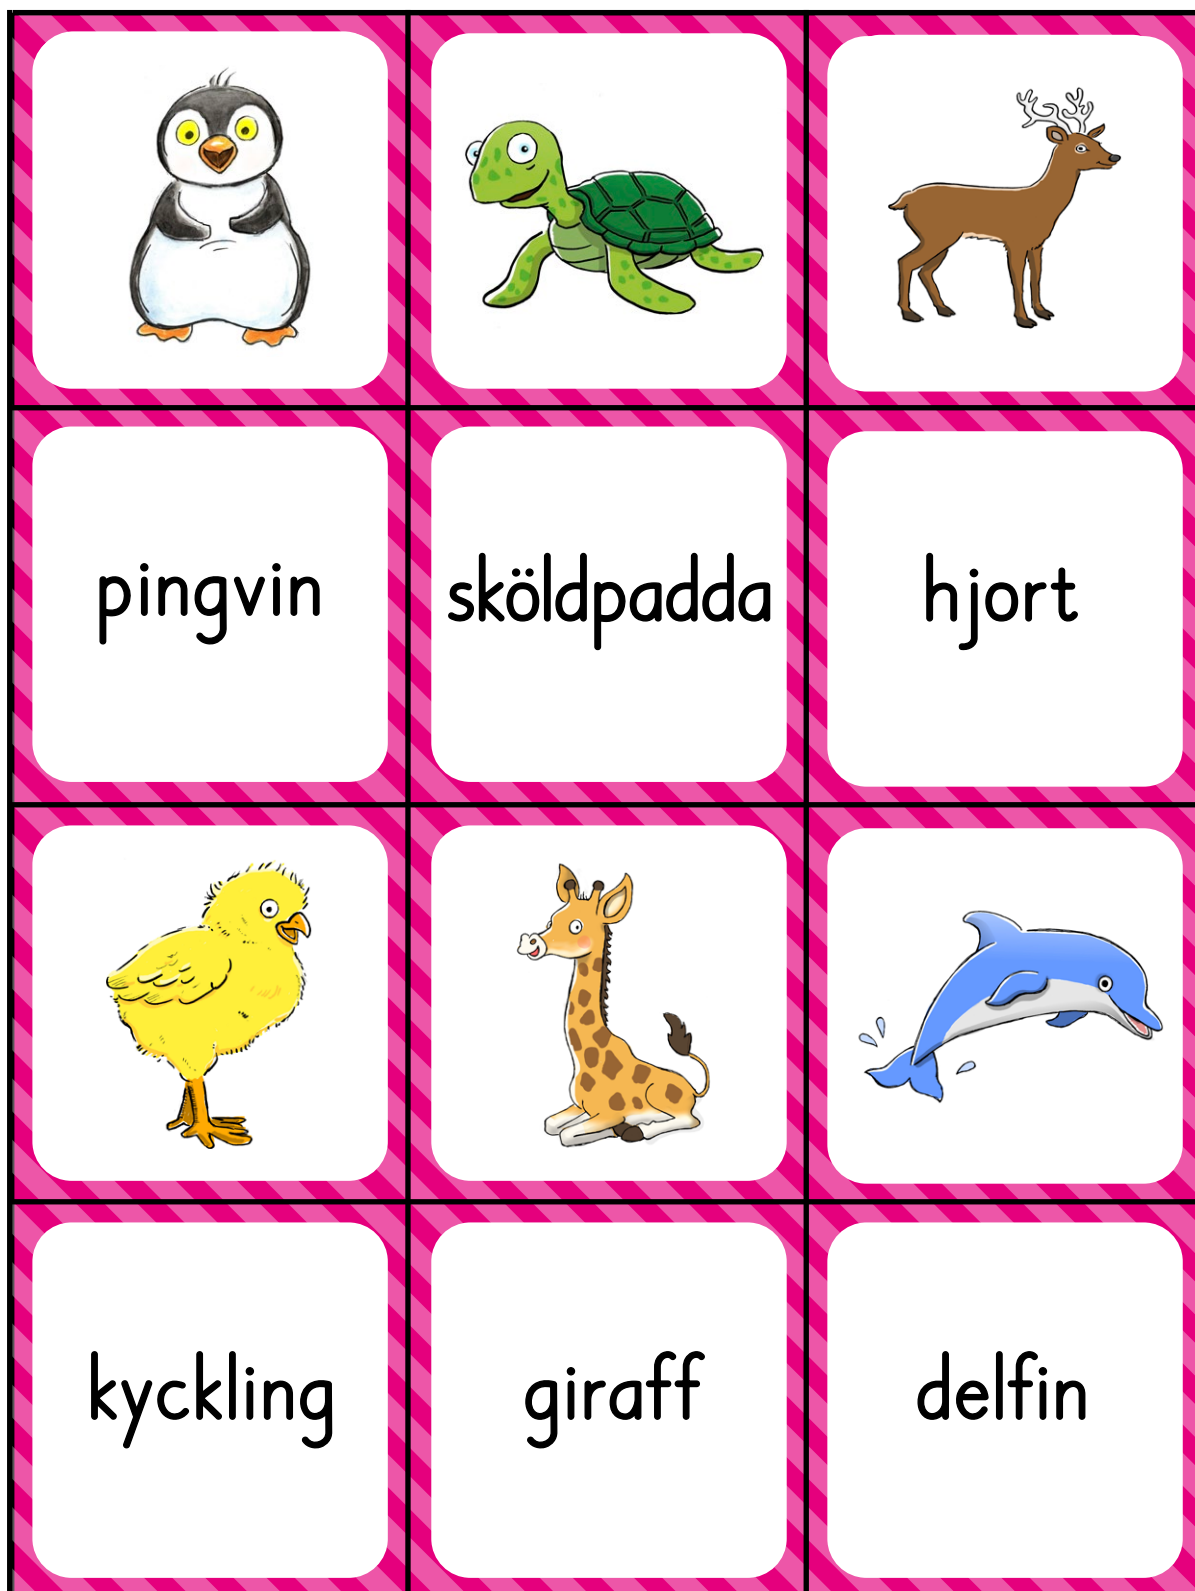 pingvin
sköldpadda
hjort
kyckling
giraff
delfin